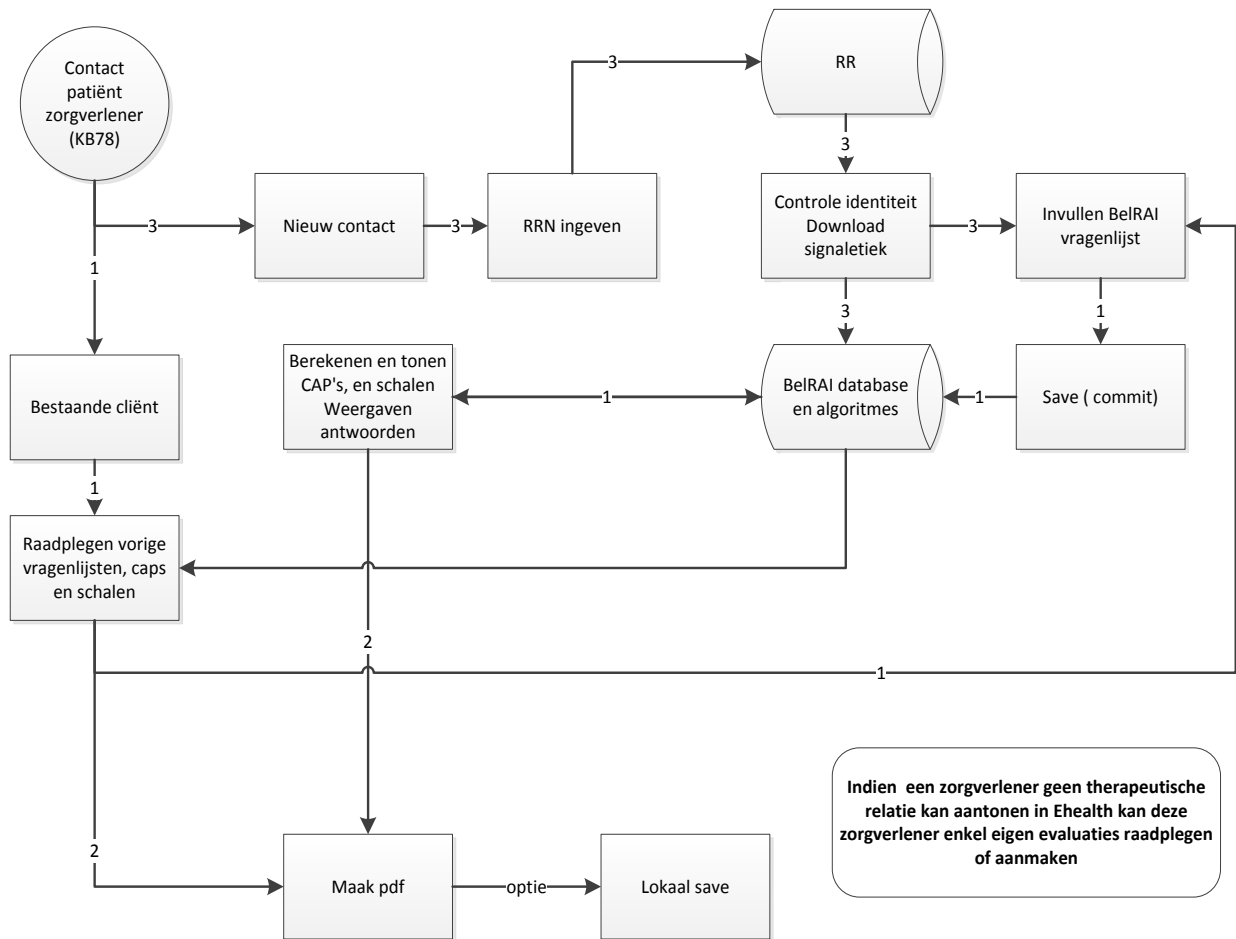 Contact
patiënt
zorgverlener
(KB78)
3
RR
3
3
Nieuw contact
3
RRN ingeven
Controle identiteit
Download
signaletiek
3
Invullen BelRAI
vragenlijst
1
3
1
Bestaande cliënt
Berekenen en tonen
CAP's, en schalen
Weergaven
antwoorden
1
BelRAI database
en algoritmes
1
Save ( commit)
1
Raadplegen vorige
vragenlijsten, caps
en schalen
2
1
2
Indien een zorgverlener geen therapeutische
relatie kan aantonen in Ehealth kan deze
zorgverlener enkel eigen evaluaties raadplegen
of aanmaken
Maak pdf
optie
Lokaal save